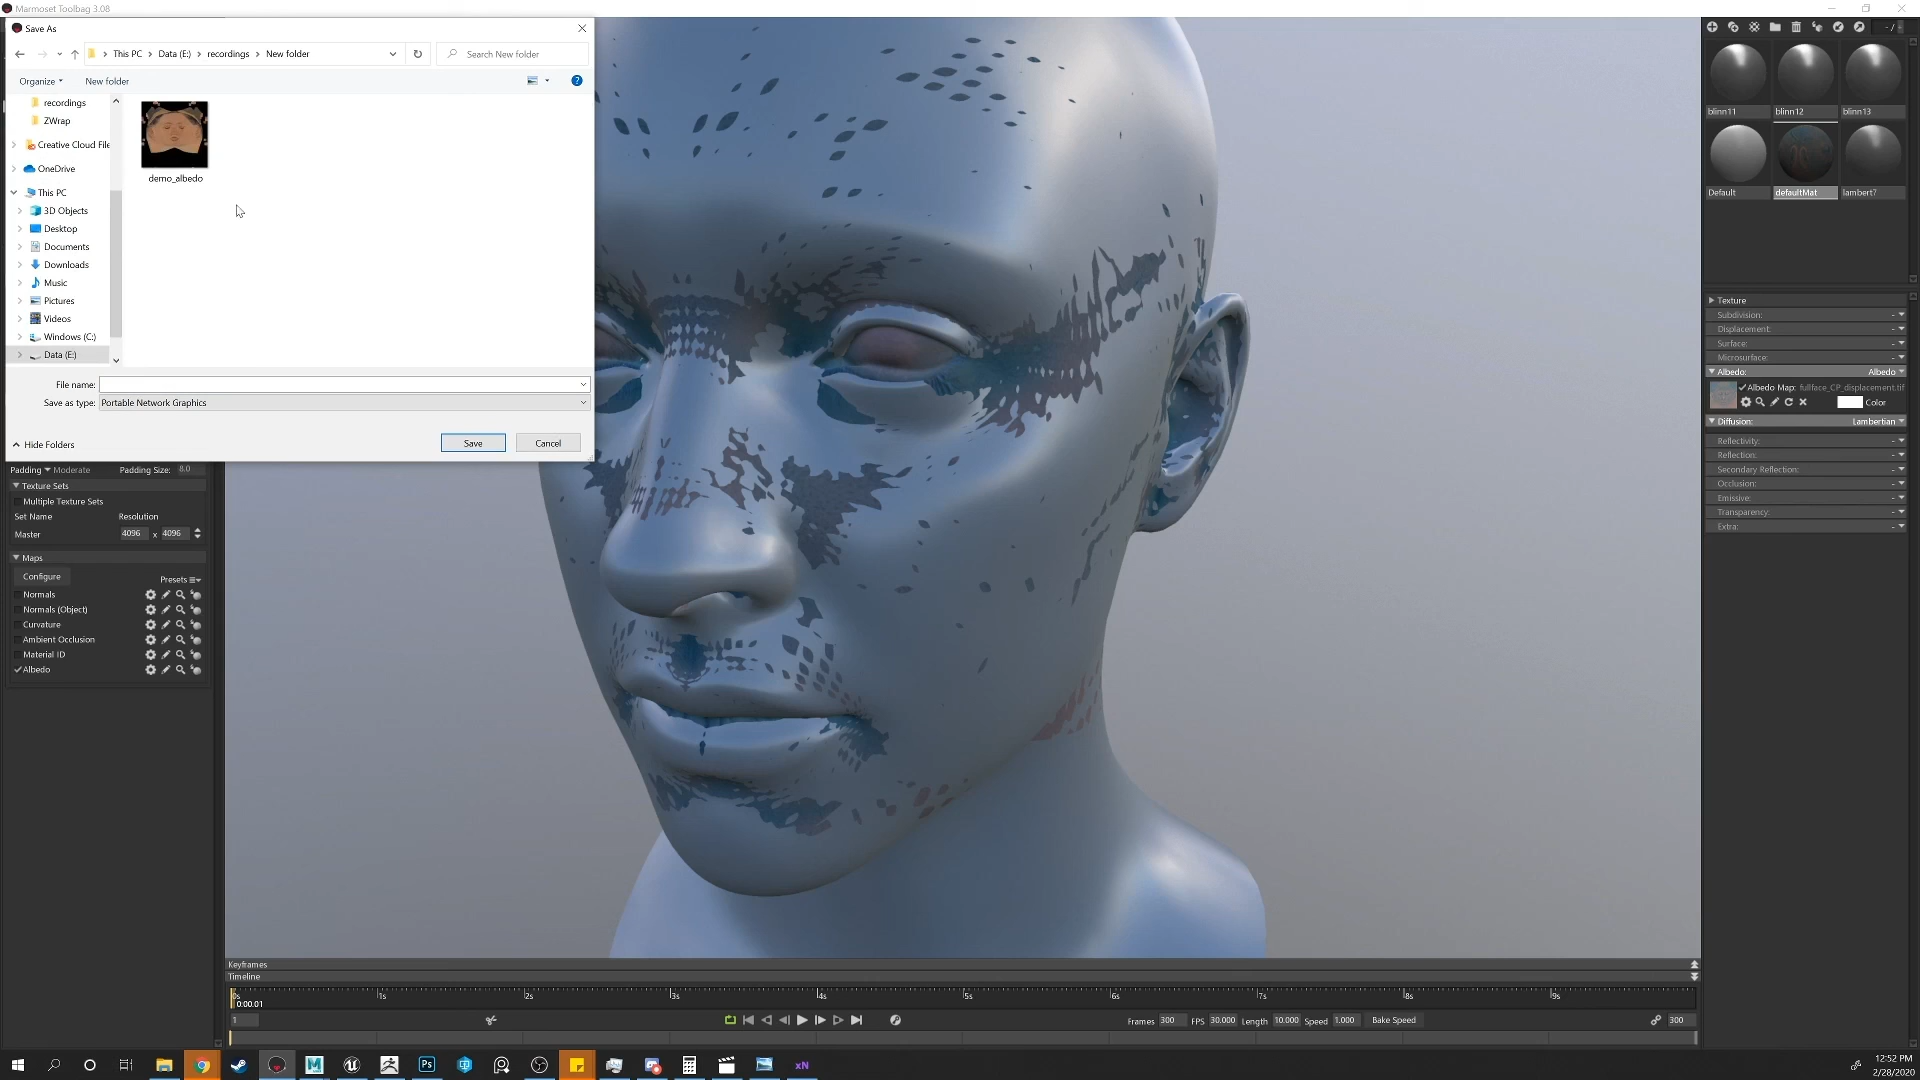 Marmoset Toolbag 3.08
Save As
This PC > Data (E:) > recordings > New folder
Search New folder
Organize
New folder
recordings
ZWrap
Creative Cloud File
OneDrive
This PC
3D Objects
Desktop
Documents
Downloads
Music
Pictures
Videos
Windows (C:)
Data (E:)
demo_albedo
File name:
Save as type: Portable Network Graphics
Hide Folders
Save
Cancel
Padding Moderate Padding Size: 8.0
Texture Sets
Multiple Texture Sets
Set Name Resolution
Master 4096 x 4096
Maps
Configure
Presets
Normals
Normals (Object)
Curvature
Ambient Occlusion
Material ID
Albedo
blinn11 blinn12 blinn13
Default defaultMat lambert7
Texture
Subdivision:
Displacement:
Surface:
Microsurface:
Albedo: Albedo
Albedo Map: fullface_CP_displacement.tif
Color
Diffusion: Lambertian
Reflectivity:
Reflection:
Secondary Reflection:
Occlusion:
Emissive:
Transparency:
Extra:
Keyframes
Timeline
0s 1s 2s 3s 4s 5s 6s 7s 8s 9s
0:00.01
1
Frames 300 FPS 30.000 Length 10.000 Speed 1.000 Bake Speed
300
Ps
xN
12:52 PM
2/28/2020